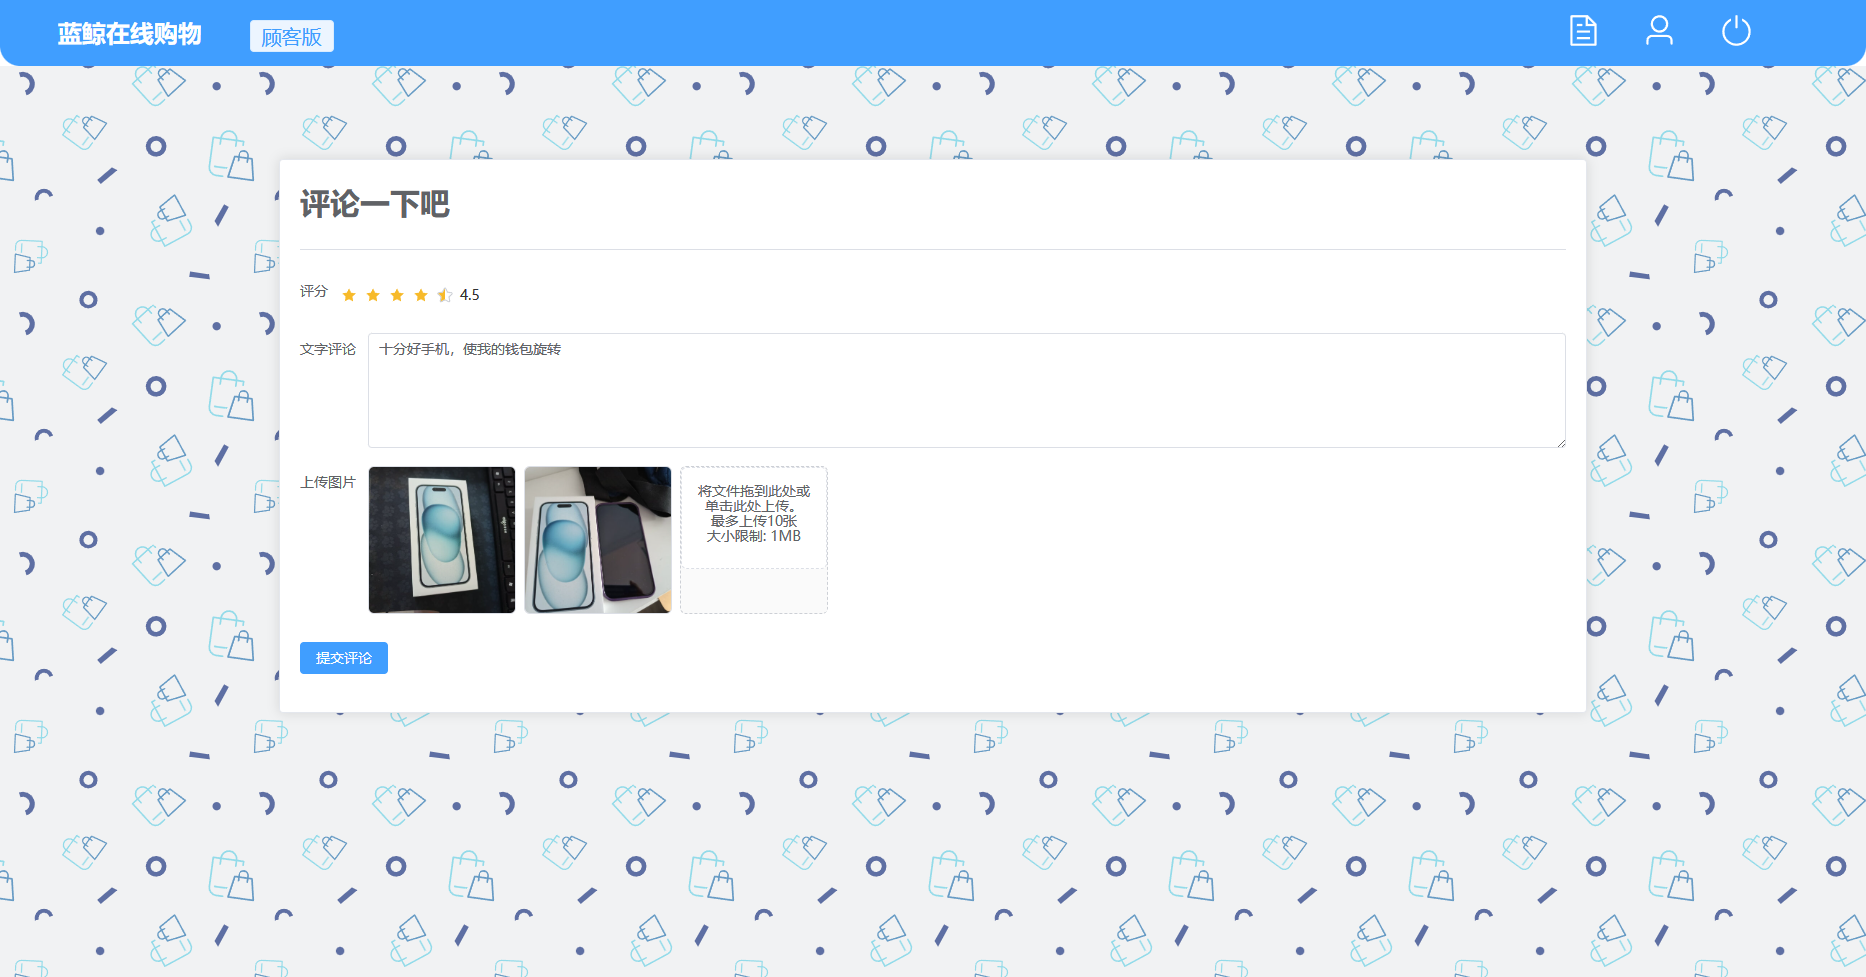 蓝鲸在线购物
顾客版
评论一下吧
评分
4.5
文字评论
十分好手机，使我的钱包旋转
上传图片
将文件拖到此处或
单击此处上传。
最多上传10张
大小限制: 1MB
提交评论